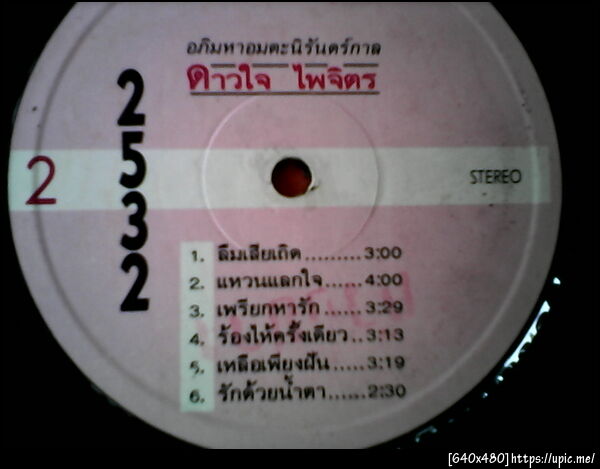 อภิมหาอมตะนิรันดร์กาล
ดาวใจ ไพจิตร
2532
2
STEREO
1. ลืมเสียเถิด.........3:00
2. แหวนแลกใจ......4:00
3. เพรียกหารัก......3:29
4. ร้องไห้ครั้งเดียว..3:13
5. เหลือเพียงฝัน.....3:19
6. รักด้วยน้ำตา......2:30
[640x480]https://upic.me/